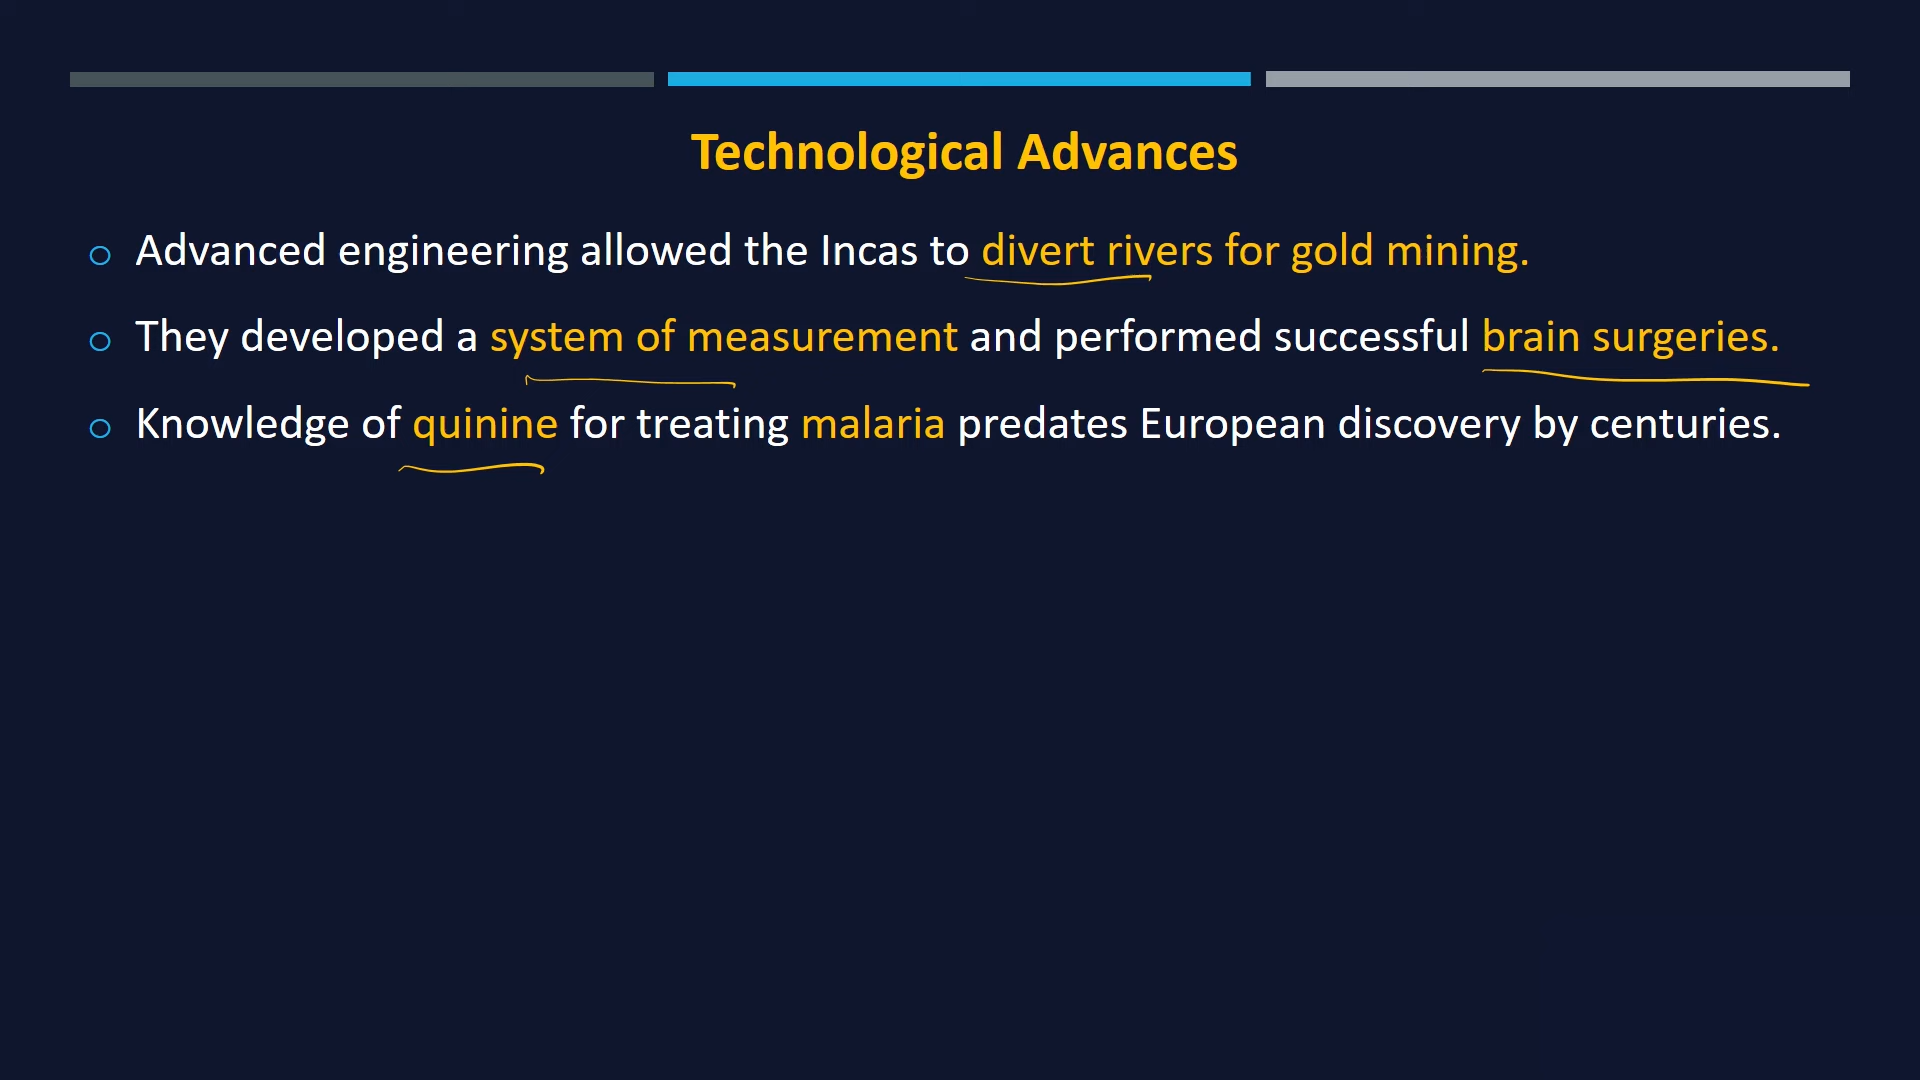 Technological Advances
Advanced engineering allowed the Incas to divert rivers for gold mining.
They developed a system of measurement and performed successful brain surgeries.
Knowledge of quinine for treating malaria predates European discovery by centuries.